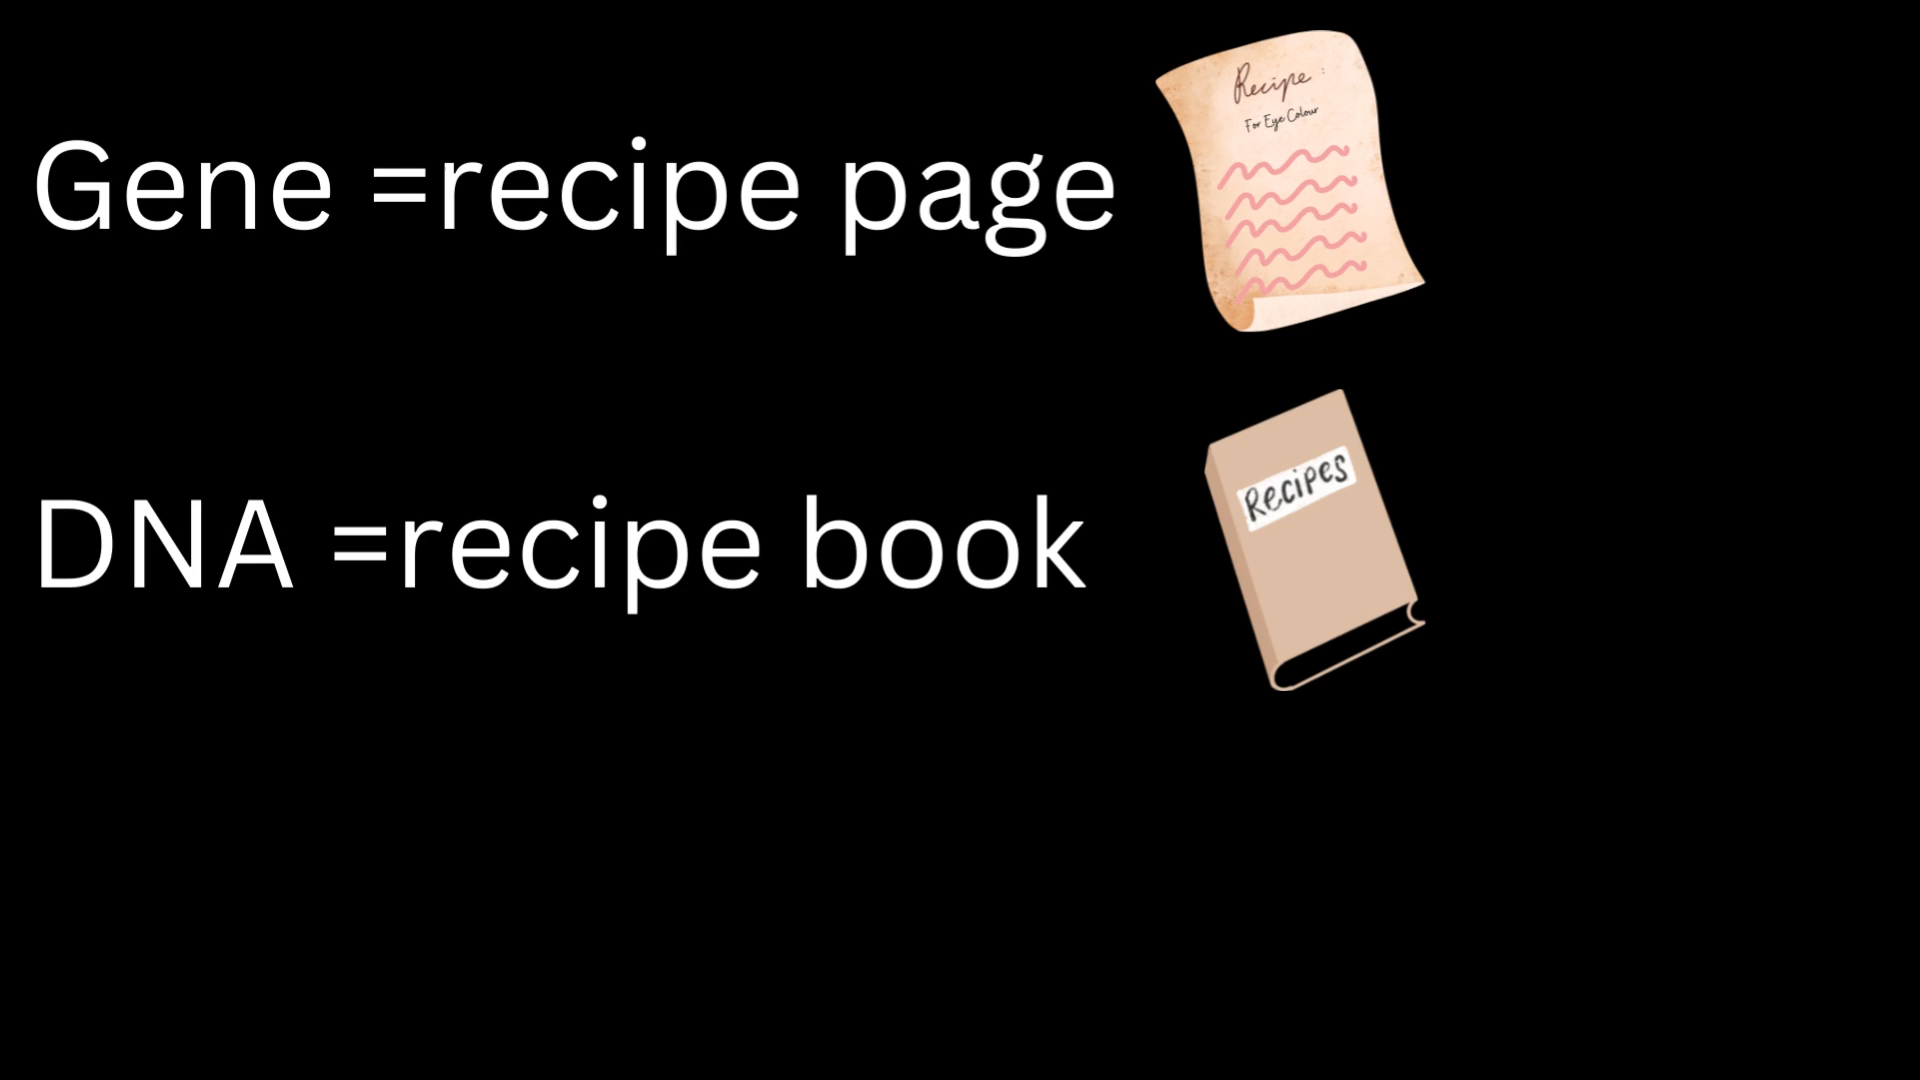 Recipe :
For Eye Colour
Gene =recipe page
Recipes
DNA =recipe book